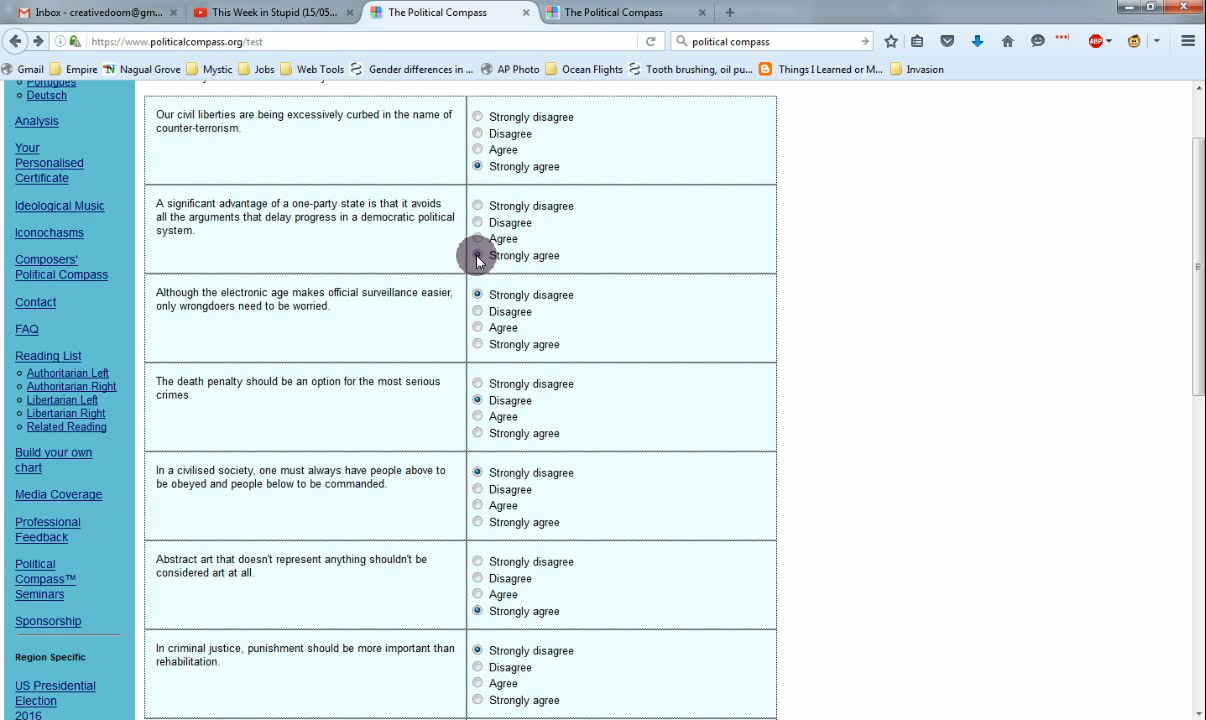 Inbox - creativedoom@gm...
This Week in Stupid (15/05...
The Political Compass
The Political Compass
https://www.politicalcompass.org/test
political compass
ABP
Gmail
Empire
Nagual Grove
Mystic
Jobs
Web Tools
Gender differences in ...
AP Photo
Ocean Flights
Tooth brushing, oil pu...
Things I Learned or M...
Invasion
Português
Deutsch
Analysis
Your
Personalised
Certificate
Ideological Music
Iconochasms
Composers'
Political Compass
Contact
FAQ
Reading List
Authoritarian Left
Authoritarian Right
Libertarian Left
Libertarian Right
Related Reading
Build your own
chart
Media Coverage
Professional
Feedback
Political
Compass™
Seminars
Sponsorship
Region Specific
US Presidential
Election
2016
Our civil liberties are being excessively curbed in the name of
counter-terrorism.
Strongly disagree
Disagree
Agree
Strongly agree
A significant advantage of a one-party state is that it avoids
all the arguments that delay progress in a democratic political
system.
Strongly disagree
Disagree
Agree
Strongly agree
Although the electronic age makes official surveillance easier,
only wrongdoers need to be worried.
Strongly disagree
Disagree
Agree
Strongly agree
The death penalty should be an option for the most serious
crimes.
Strongly disagree
Disagree
Agree
Strongly agree
In a civilised society, one must always have people above to
be obeyed and people below to be commanded.
Strongly disagree
Disagree
Agree
Strongly agree
Abstract art that doesn't represent anything shouldn't be
considered art at all.
Strongly disagree
Disagree
Agree
Strongly agree
In criminal justice, punishment should be more important than
rehabilitation.
Strongly disagree
Disagree
Agree
Strongly agree